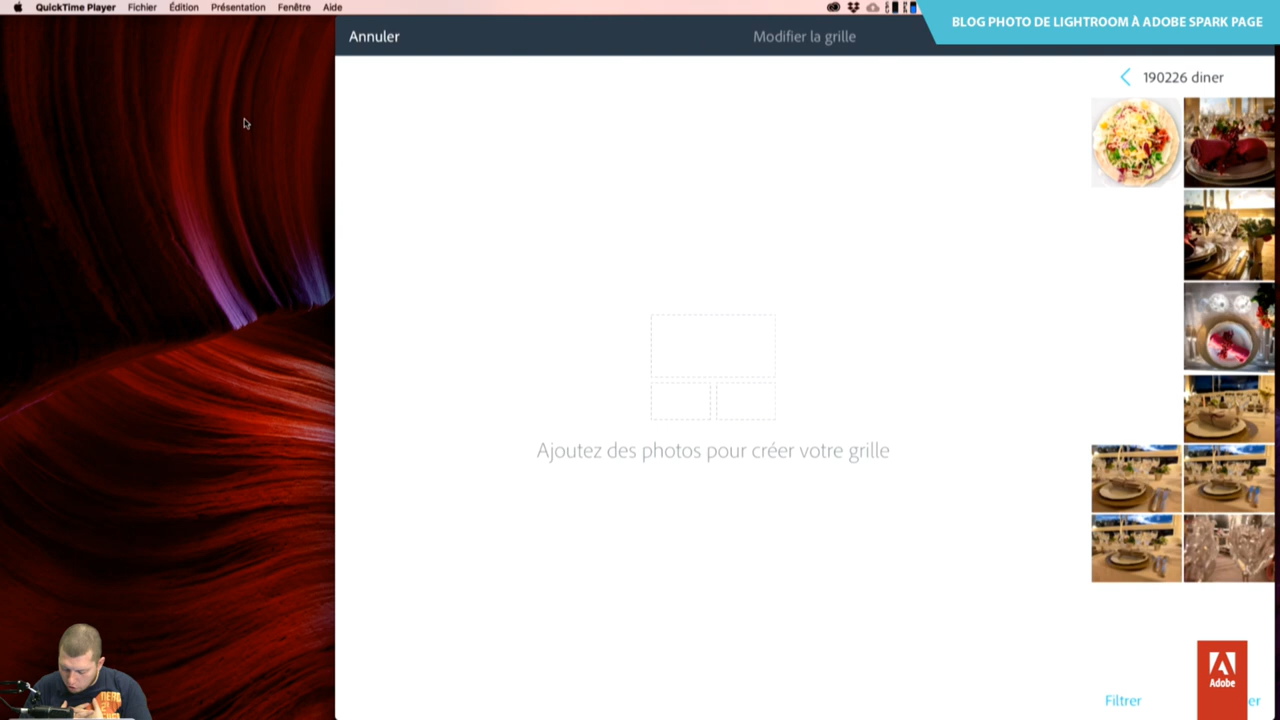 QuickTime Player Fichier Édition Présentation Fenêtre Aide
BLOG PHOTO DE LIGHTROOM À ADOBE SPARK PAGE
Annuler
Modifier la grille
190226 diner
Ajoutez des photos pour créer votre grille
Filtrer
er
Adobe